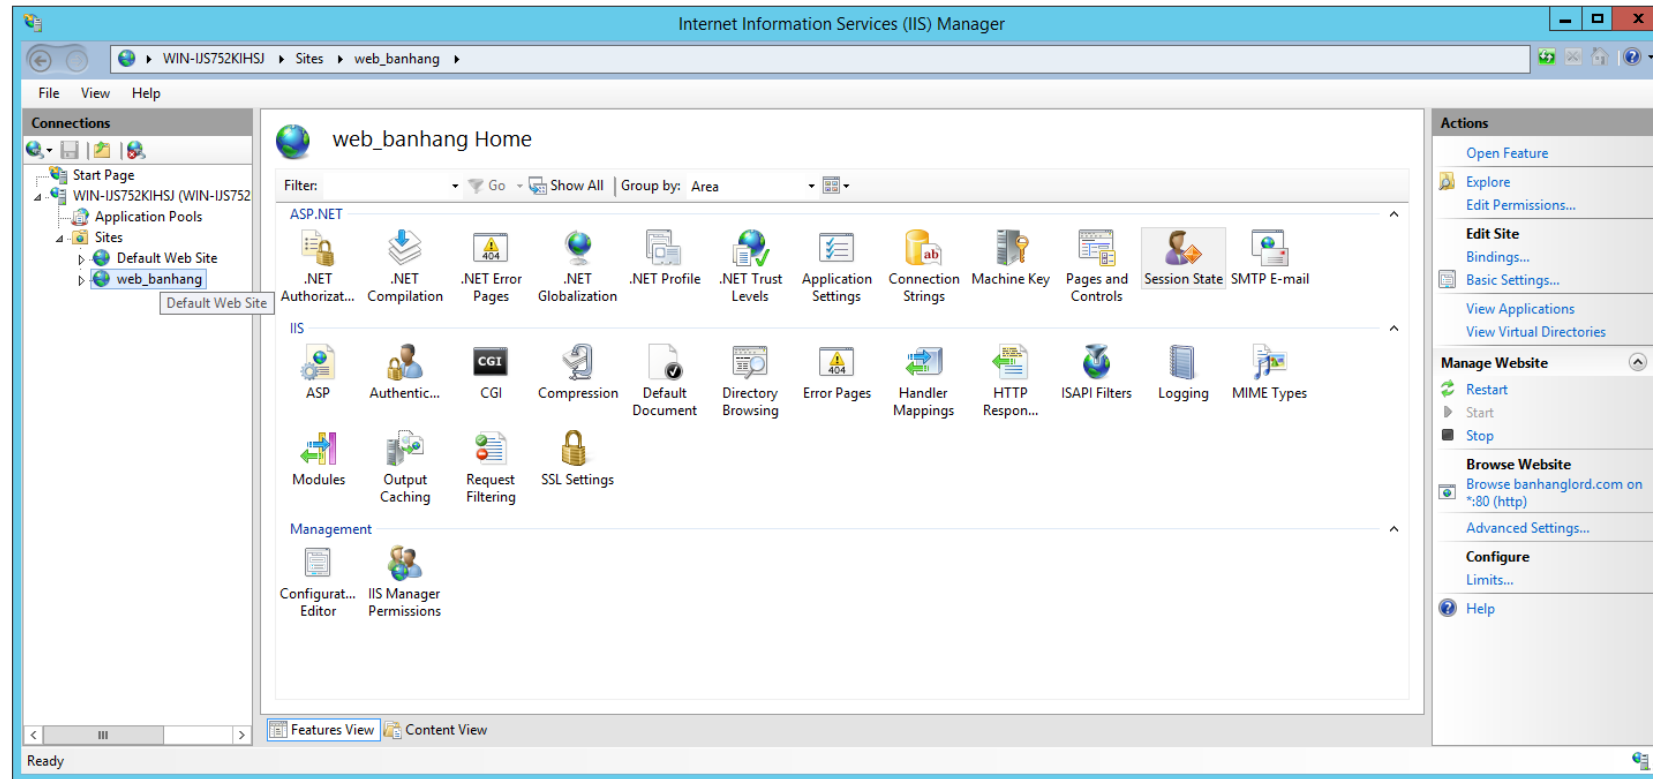 Internet Information Services (IIS) Manager
WIN-IJS752KIHSJ Sites web_banhang
File View Help
Connections
Start Page
WIN-IJS752KIHSJ (WIN-IJS752
Application Pools
Sites
Default Web Site
web_banhang
Default Web Site
web_banhang Home
Filter: Go Show All Group by: Area
ASP.NET
.NET Authorizat...
.NET Compilation
.NET Error Pages
.NET Globalization
.NET Profile
.NET Trust Levels
Application Settings
Connection Strings
Machine Key
Pages and Controls
Session State
SMTP E-mail
IIS
ASP
Authentic...
CGI
Compression
Default Document
Directory Browsing
Error Pages
Handler Mappings
HTTP Respon...
ISAPI Filters
Logging
MIME Types
Modules
Output Caching
Request Filtering
SSL Settings
Management
Configurat... Editor
IIS Manager Permissions
Features View Content View
Actions
Open Feature
Explore
Edit Permissions...
Edit Site
Bindings...
Basic Settings...
View Applications
View Virtual Directories
Manage Website
Restart
Start
Stop
Browse Website
Browse banhanglord.com on
*:80 (http)
Advanced Settings...
Configure
Limits...
Help
Ready